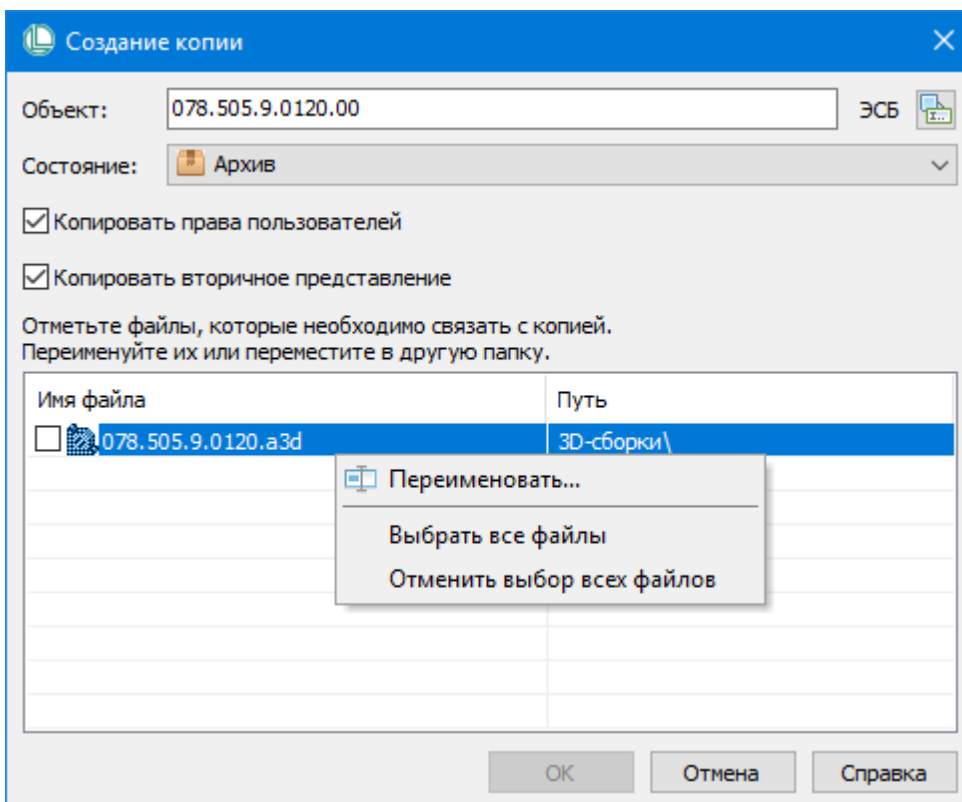 Создание копии
Объект: 078.505.9.0120.00 ЭСБ
Состояние: Архив
Копировать права пользователей
Копировать вторичное представление
Отметьте файлы, которые необходимо связать с копией.
Переименуйте их или переместите в другую папку.
Имя файла Путь
078.505.9.0120.a3d 3D-сборки\
Переименовать...
Выбрать все файлы
Отменить выбор всех файлов
ОК Отмена Справка